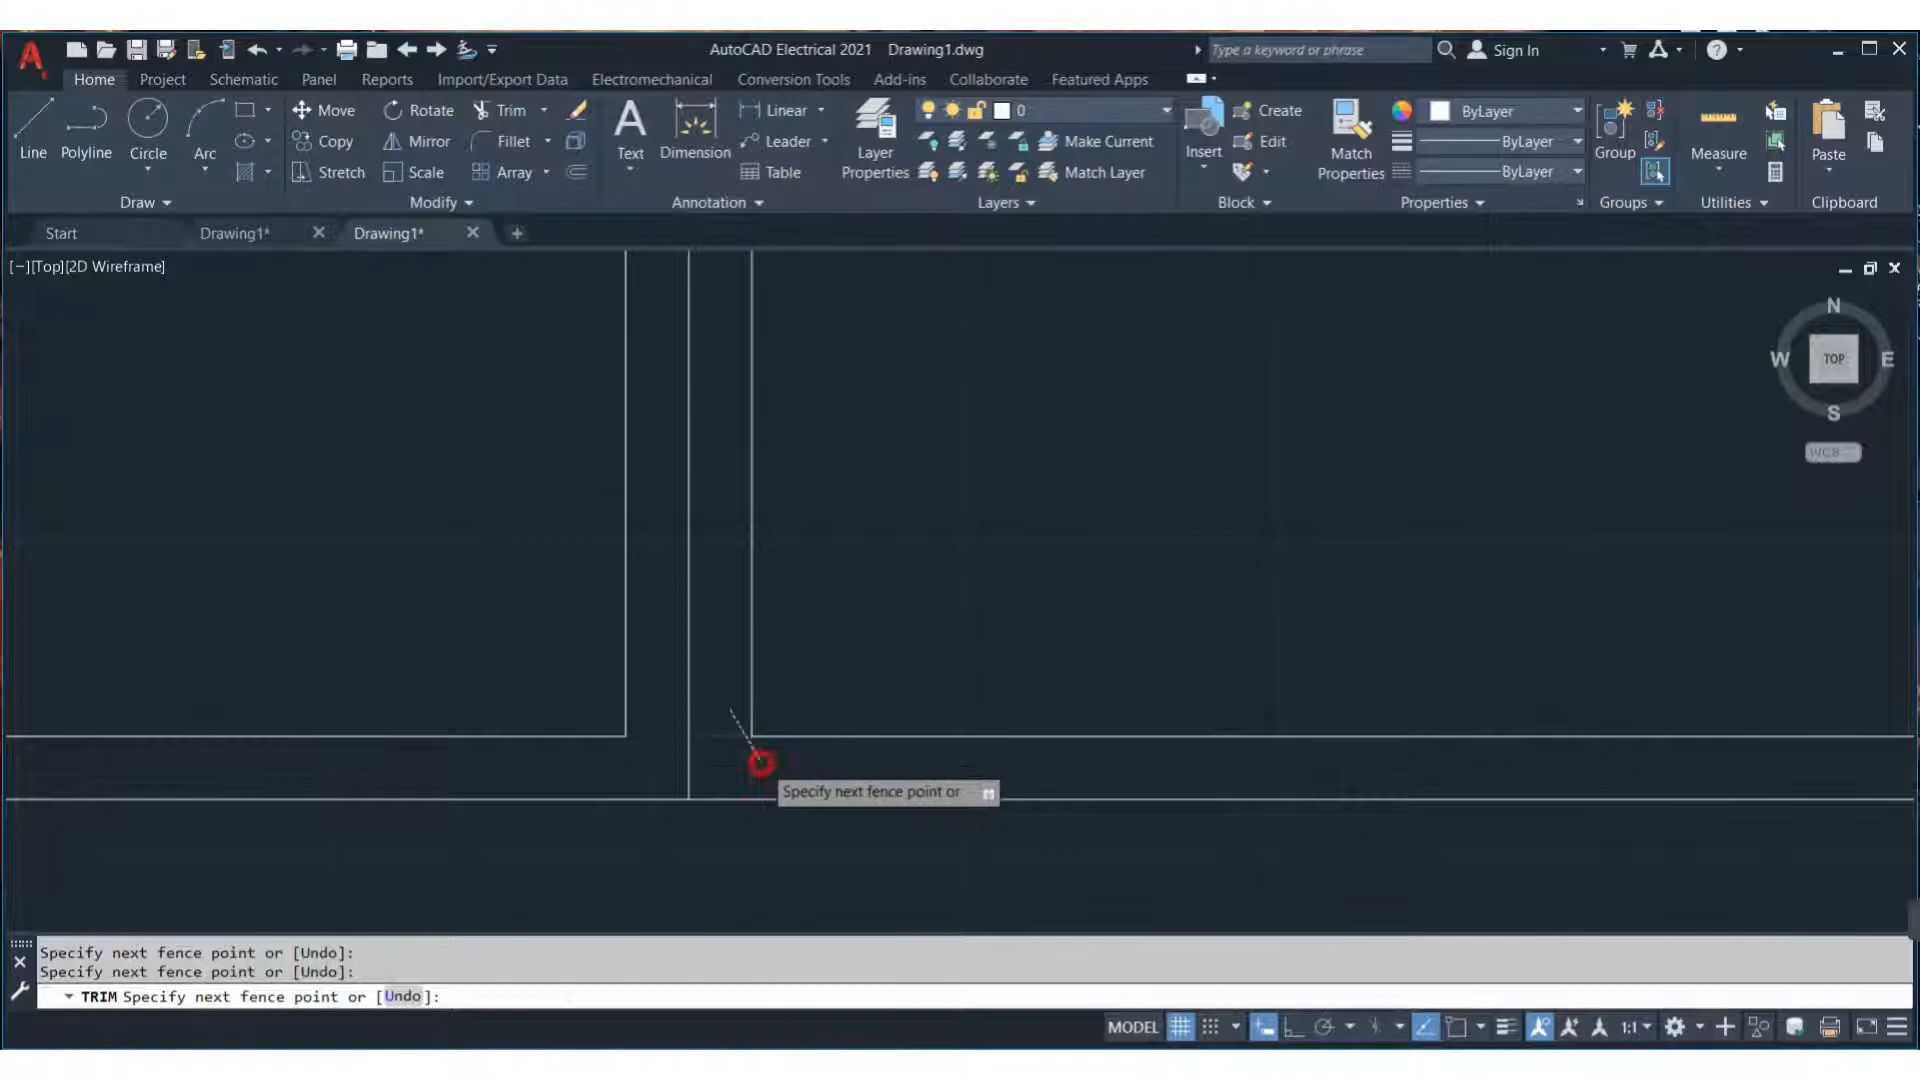 AutoCAD Electrical 2021 Drawing1.dwg
Type a keyword or phrase
Sign In
Home Project Schematic Panel Reports Import/Export Data Electromechanical Conversion Tools Add-ins Collaborate Featured Apps
Line Polyline Circle Arc
Move Rotate Trim
Copy Mirror Fillet
Stretch Scale Array
Text Dimension
Linear
Leader
Table
Layer Properties
0
Make Current
Match Layer
Insert
Create
Edit
Match Properties
ByLayer
ByLayer
ByLayer
Group
Measure
Paste
Draw Modify Annotation Layers Block Properties Groups Utilities Clipboard
Start Drawing1* Drawing1*
[−][Top][2D Wireframe]
N
W TOP E
S
WCS
Specify next fence point or
Specify next fence point or [Undo]:
Specify next fence point or [Undo]:
TRIM Specify next fence point or [Undo]:
MODEL 1:1